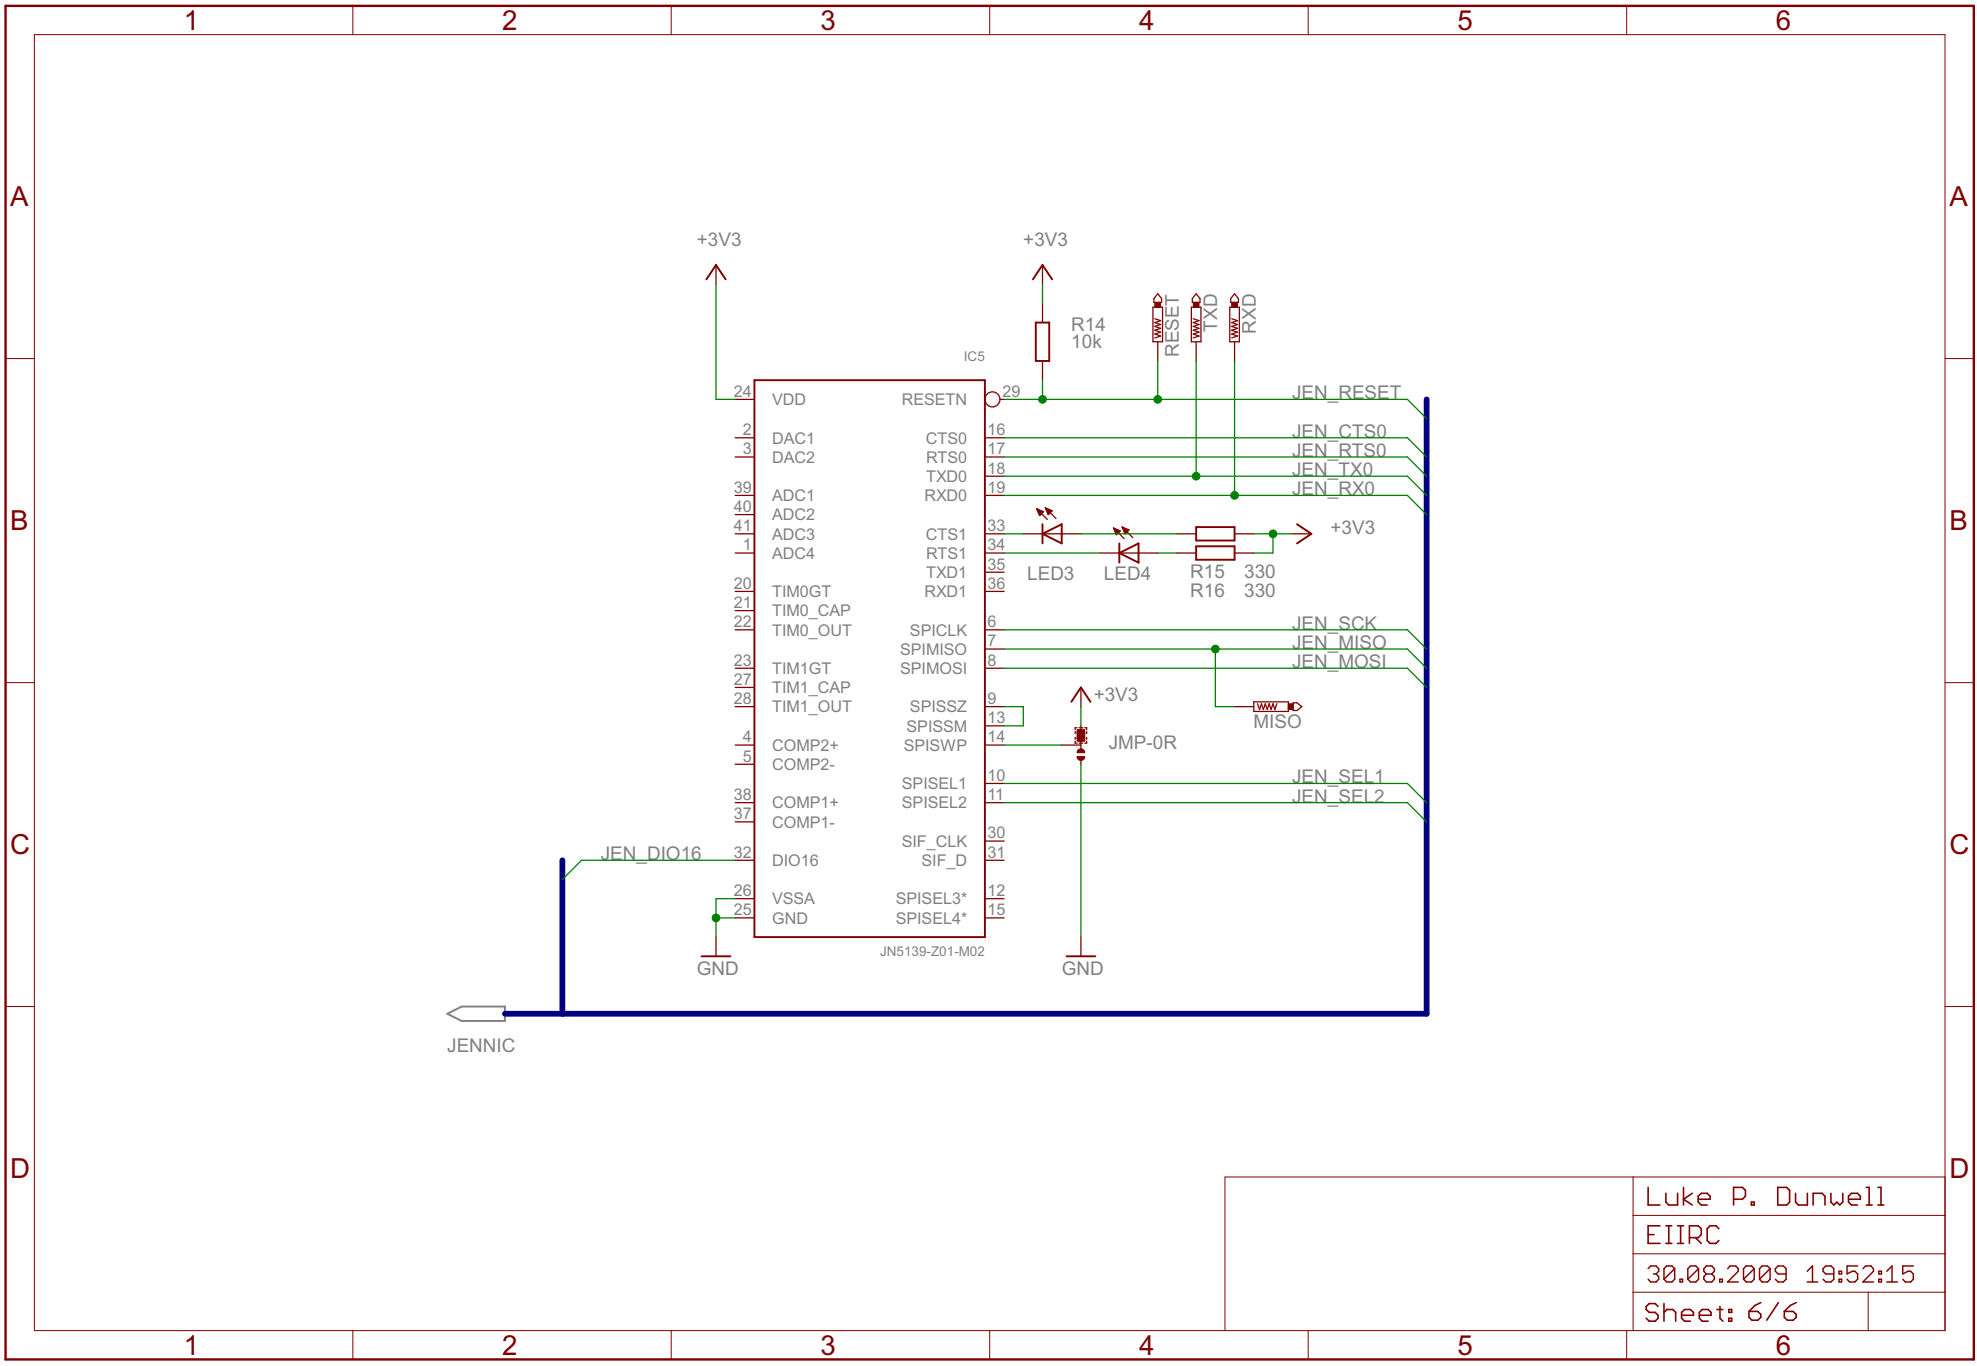 1 2 3 4 5 6
A A
+3V3 +3V3
RESET TXD RXD
R14
10k
IC5
24 VDD RESETN 29 JEN_RESET
2 DAC1 CTS0 16 JEN_CTS0
3 DAC2 RTS0 17 JEN_RTS0
TXD0 18 JEN_TX0
39 ADC1 RXD0 19 JEN_RX0
40 ADC2
B B
41 ADC3 CTS1 33 +3V3
1 ADC4 RTS1 34
TXD1 35 LED3 LED4 R15 330
20 TIM0GT RXD1 36 R16 330
21 TIM0_CAP
22 TIM0_OUT SPICLK 6 JEN_SCK
SPIMISO 7 JEN_MISO
23 TIM1GT SPIMOSI 8 JEN_MOSI
27 TIM1_CAP +3V3
28 TIM1_OUT SPISSZ 9
SPISSM 13 MISO
4 COMP2+ SPISWP 14 JMP-0R
5 COMP2-
SPISEL1 10 JEN_SEL1
38 COMP1+ SPISEL2 11 JEN_SEL2
37 COMP1-
SIF_CLK 30
C C
JEN_DIO16 32 DIO16 SIF_D 31
26 VSSA SPISEL3* 12
25 GND SPISEL4* 15
JN5139-Z01-M02
GND GND
JENNIC
D D
Luke P. Dunwell
EIIRC
30.08.2009 19:52:15
Sheet: 6/6
1 2 3 4 5 6